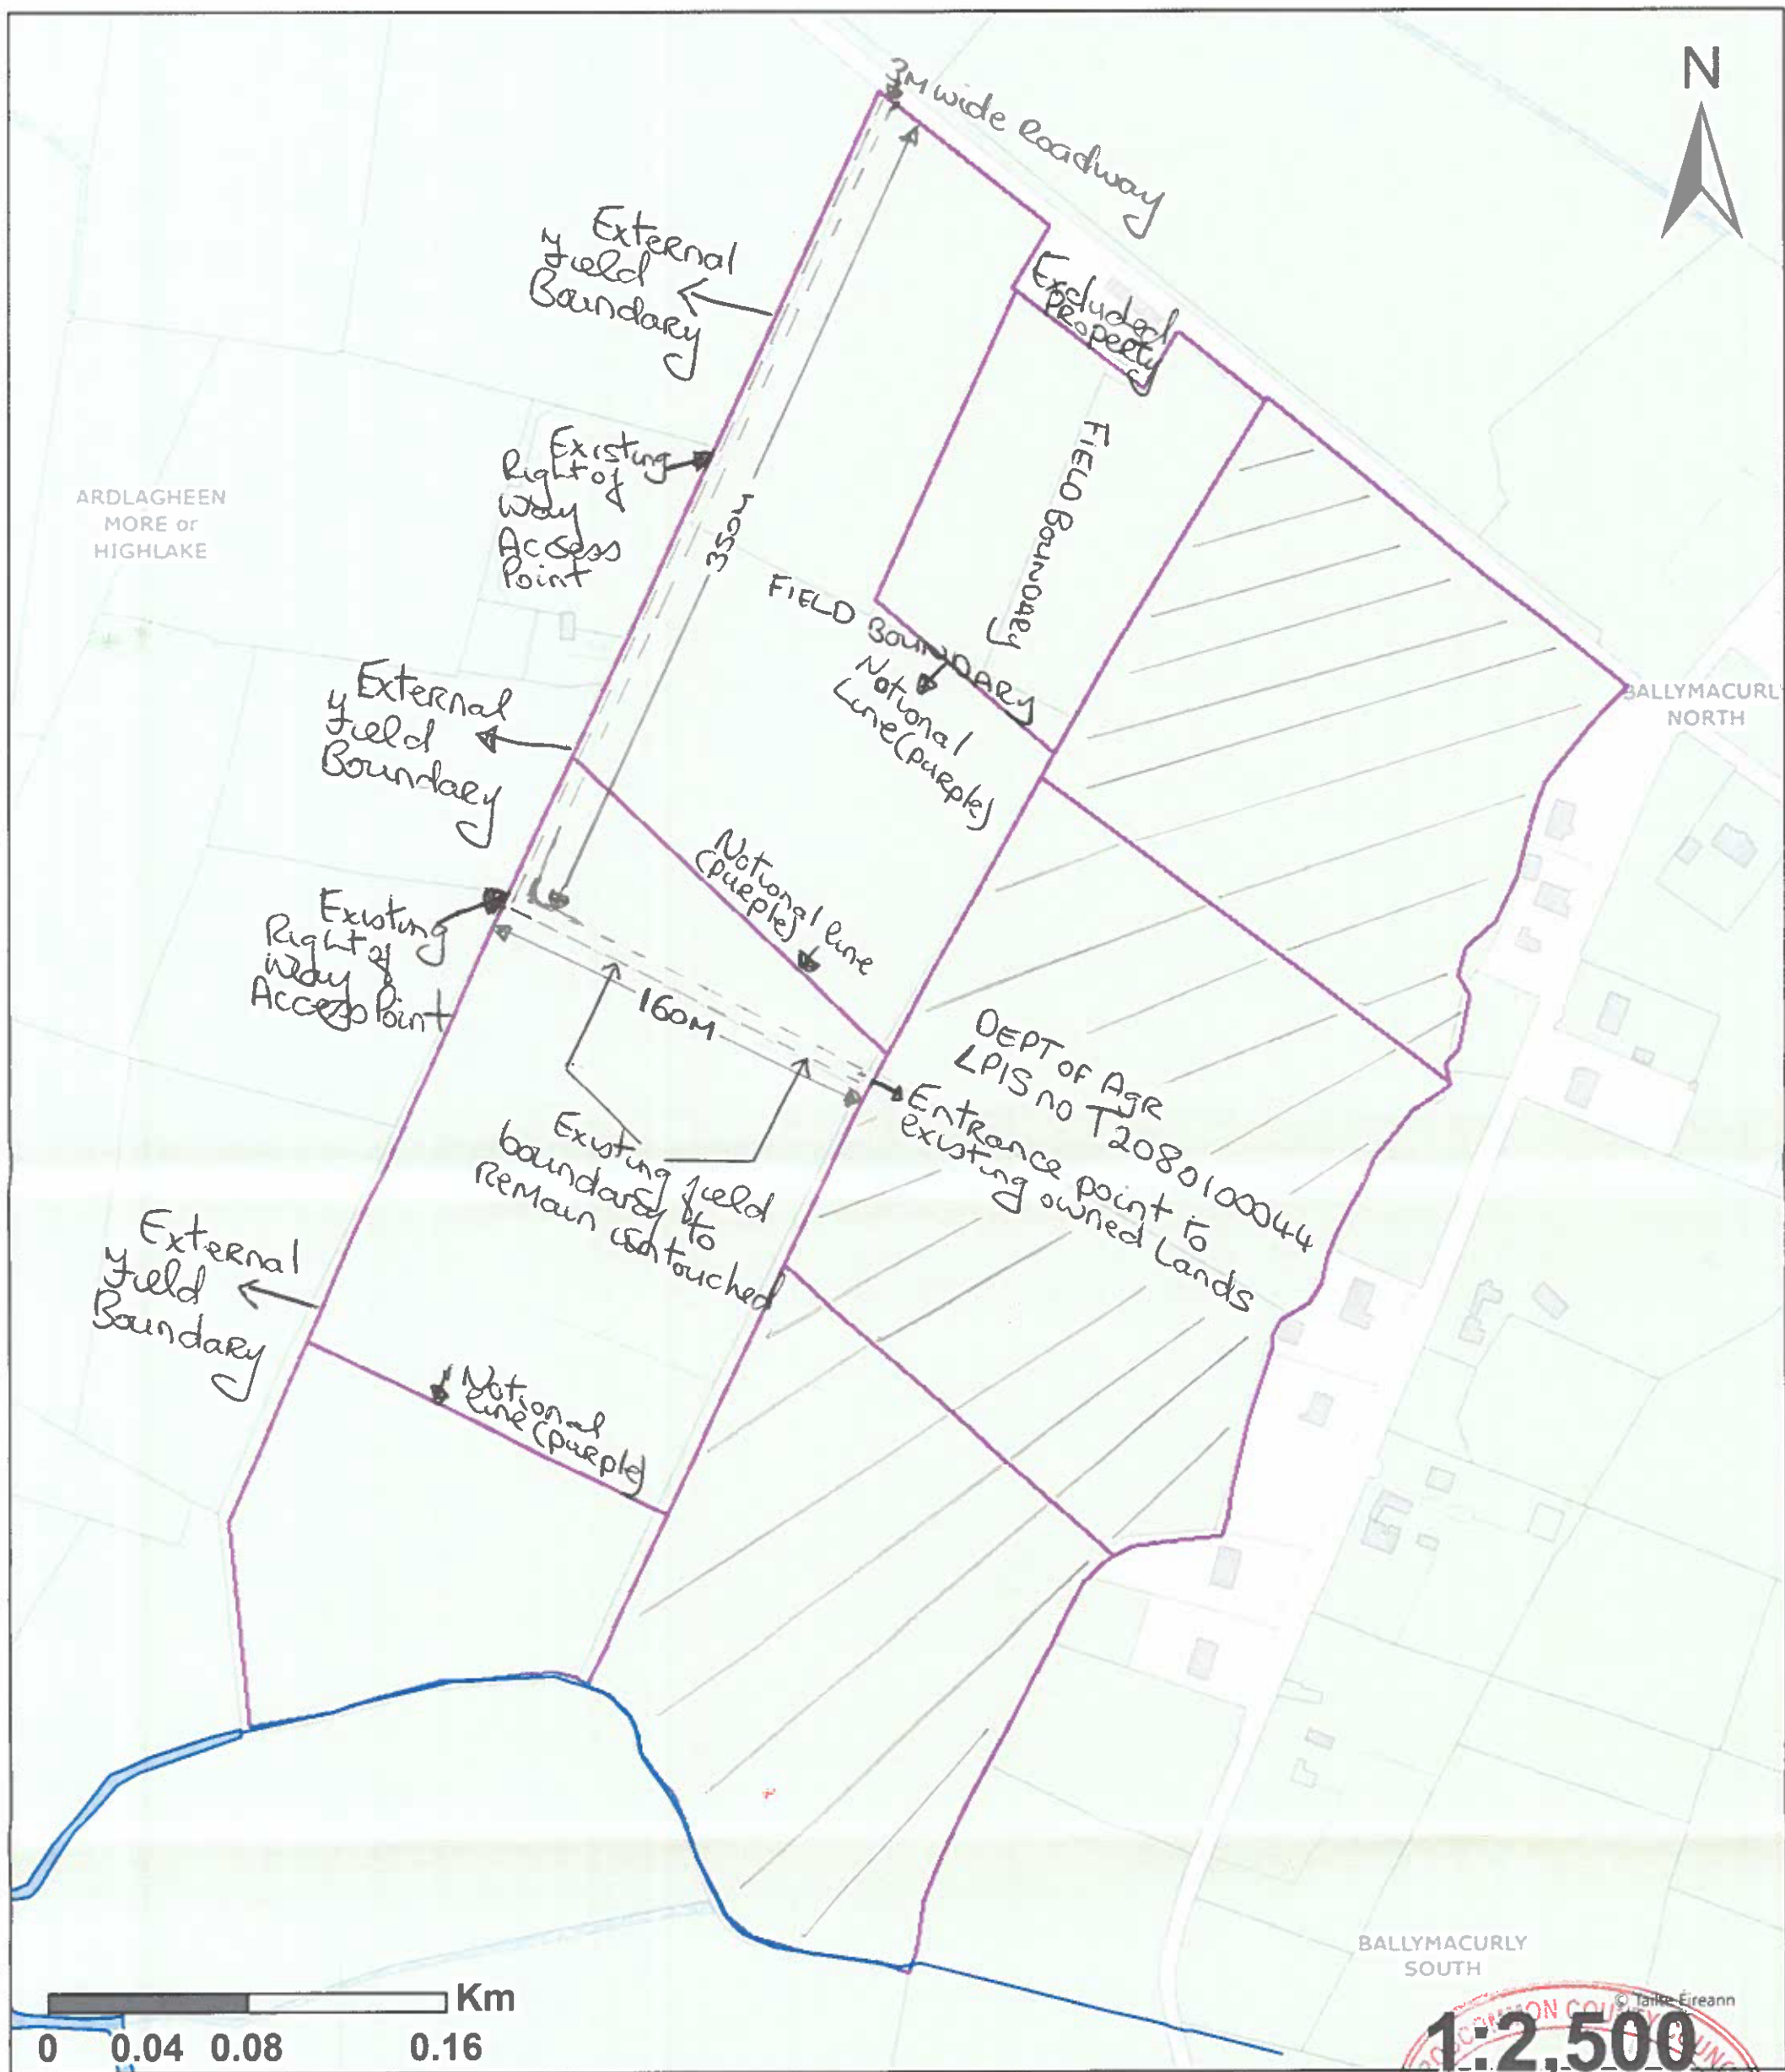 N
3M wide Roadway
External
Field
Boundary
Excluded
PROPERTY
Existing
Right of
Way
Access
Point
ARDLAGHEEN
MORE or
HIGHLAKE
350M
FIELD BOUNDARY
FIELD BOUNDARY
Notional
Line (purple)
External
Field
Boundary
BALLYMACURLY
NORTH
Notional line
(purple)
Existing
Right of
Way
Access Point
160M
DEPT OF AgR
LPIS no T2080100044
Entrance point to
existing owned Lands
Existing field
boundary to
Remain untouched
External
Field
Boundary
Notional
Line (purple)
BALLYMACURLY
SOUTH
Km
0 0.04 0.08 0.16
© Tailte Éireann
ROSCOMMON COUNTY COUNC
1:2,500